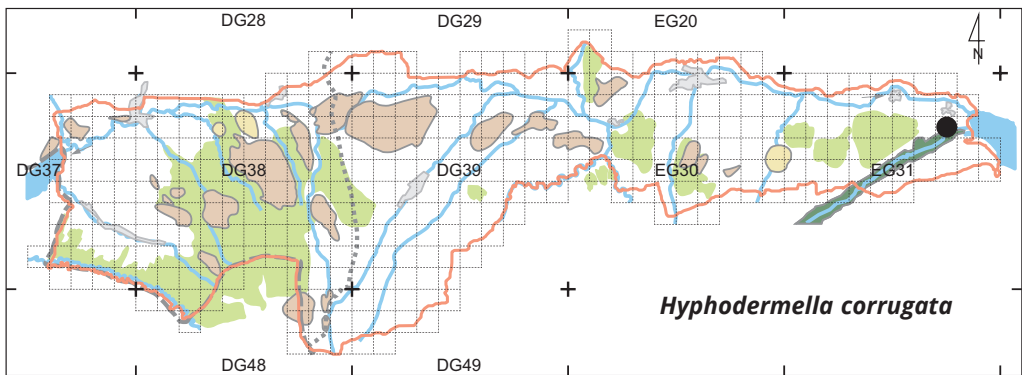 DG28 DG29 EG20
N
DG37 DG38 DG39 EG30 EG31
Hyphodermella corrugata
DG48 DG49